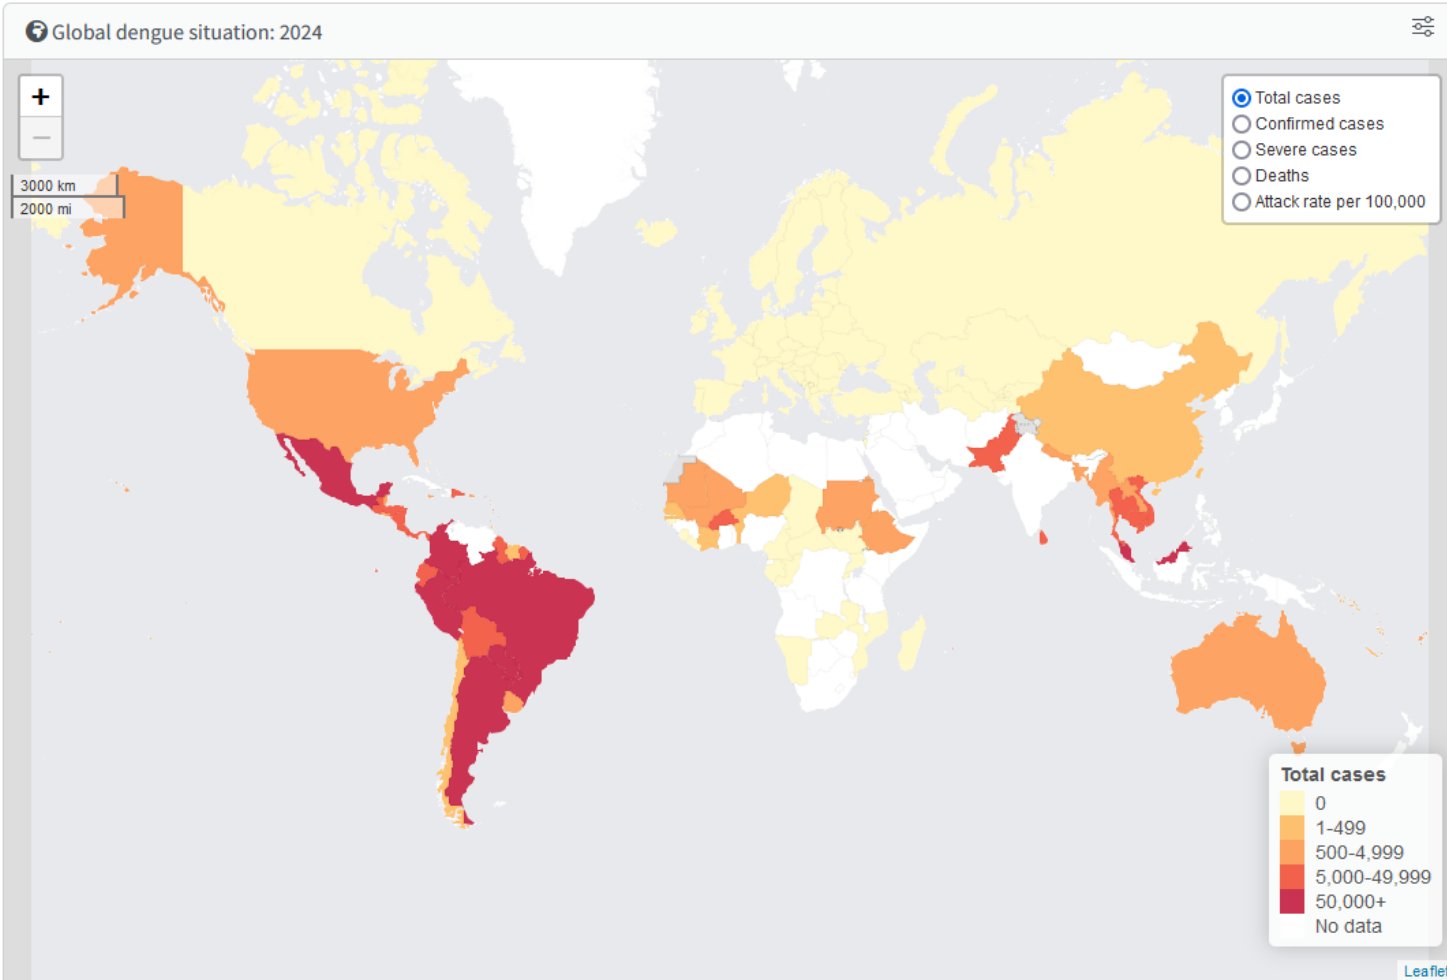 Global dengue situation: 2024
+
−
3000 km
2000 mi
Total cases
Confirmed cases
Severe cases
Deaths
Attack rate per 100,000
Total cases
0
1-499
500-4,999
5,000-49,999
50,000+
No data
Leaflet